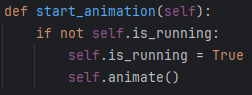 def start_animation(self):
    if not self.is_running:
        self.is_running = True
        self.animate()